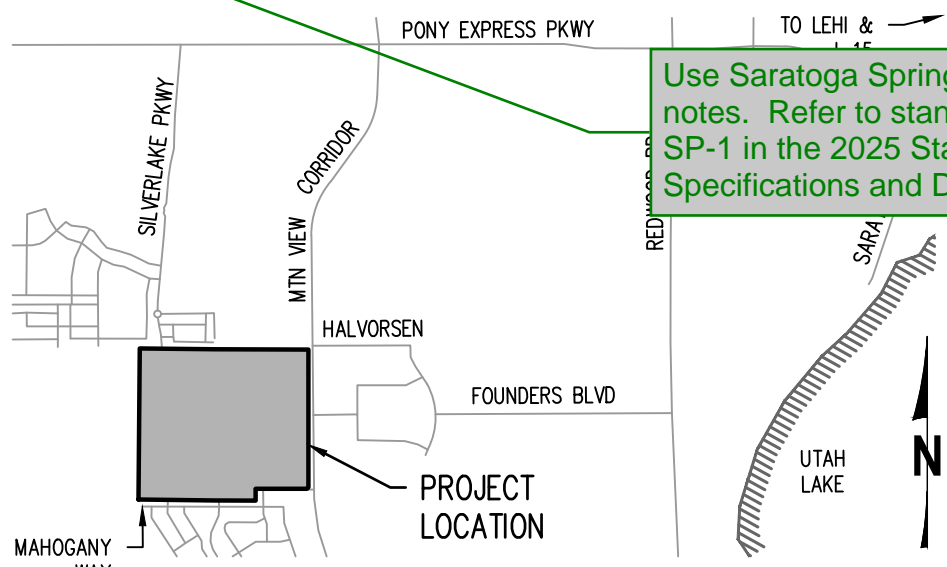 PONY EXPRESS PKWY
TO LEHI &
Use Saratoga Spring
notes. Refer to stan
SP-1 in the 2025 Sta
Specifications and D
SILVERLAKE PKWY
MTN VIEW
CORRIDOR
HALVORSEN
FOUNDERS BLVD
UTAH
LAKE
N
PROJECT
LOCATION
MAHOGANY